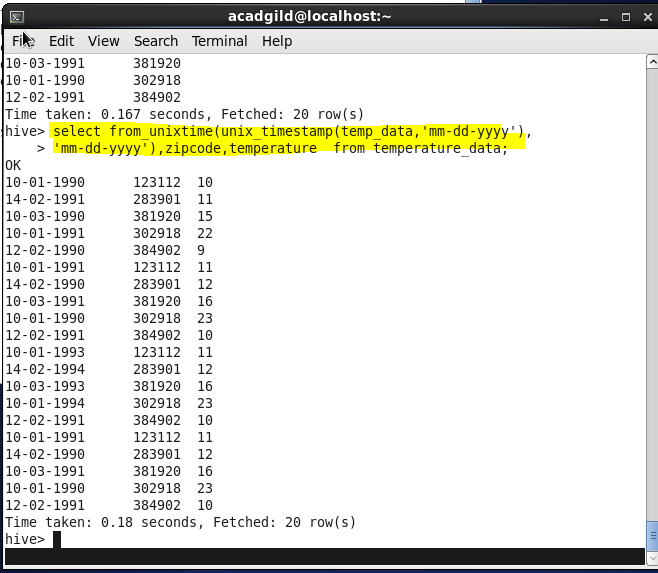 acadgild@localhost:~
File Edit View Search Terminal Help
10-03-1991 381920
10-01-1990 302918
12-02-1991 384902
Time taken: 0.167 seconds, Fetched: 20 row(s)
hive> select from_unixtime(unix_timestamp(temp_data,'mm-dd-yyyy'),
    > 'mm-dd-yyyy'),zipcode,temperature  from temperature_data;
OK
10-01-1990 123112 10
14-02-1991 283901 11
10-03-1990 381920 15
10-01-1991 302918 22
12-02-1990 384902 9
10-01-1991 123112 11
14-02-1990 283901 12
10-03-1991 381920 16
10-01-1990 302918 23
12-02-1991 384902 10
10-01-1993 123112 11
14-02-1994 283901 12
10-03-1993 381920 16
10-01-1994 302918 23
12-02-1991 384902 10
10-01-1991 123112 11
14-02-1990 283901 12
10-03-1991 381920 16
10-01-1990 302918 23
12-02-1991 384902 10
Time taken: 0.18 seconds, Fetched: 20 row(s)
hive>